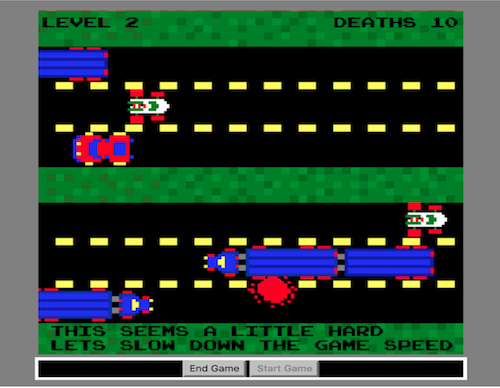 LEVEL 2 DEATHS 10
THIS SEEMS A LITTLE HARD
LETS SLOW DOWN THE GAME SPEED
End Game Start Game